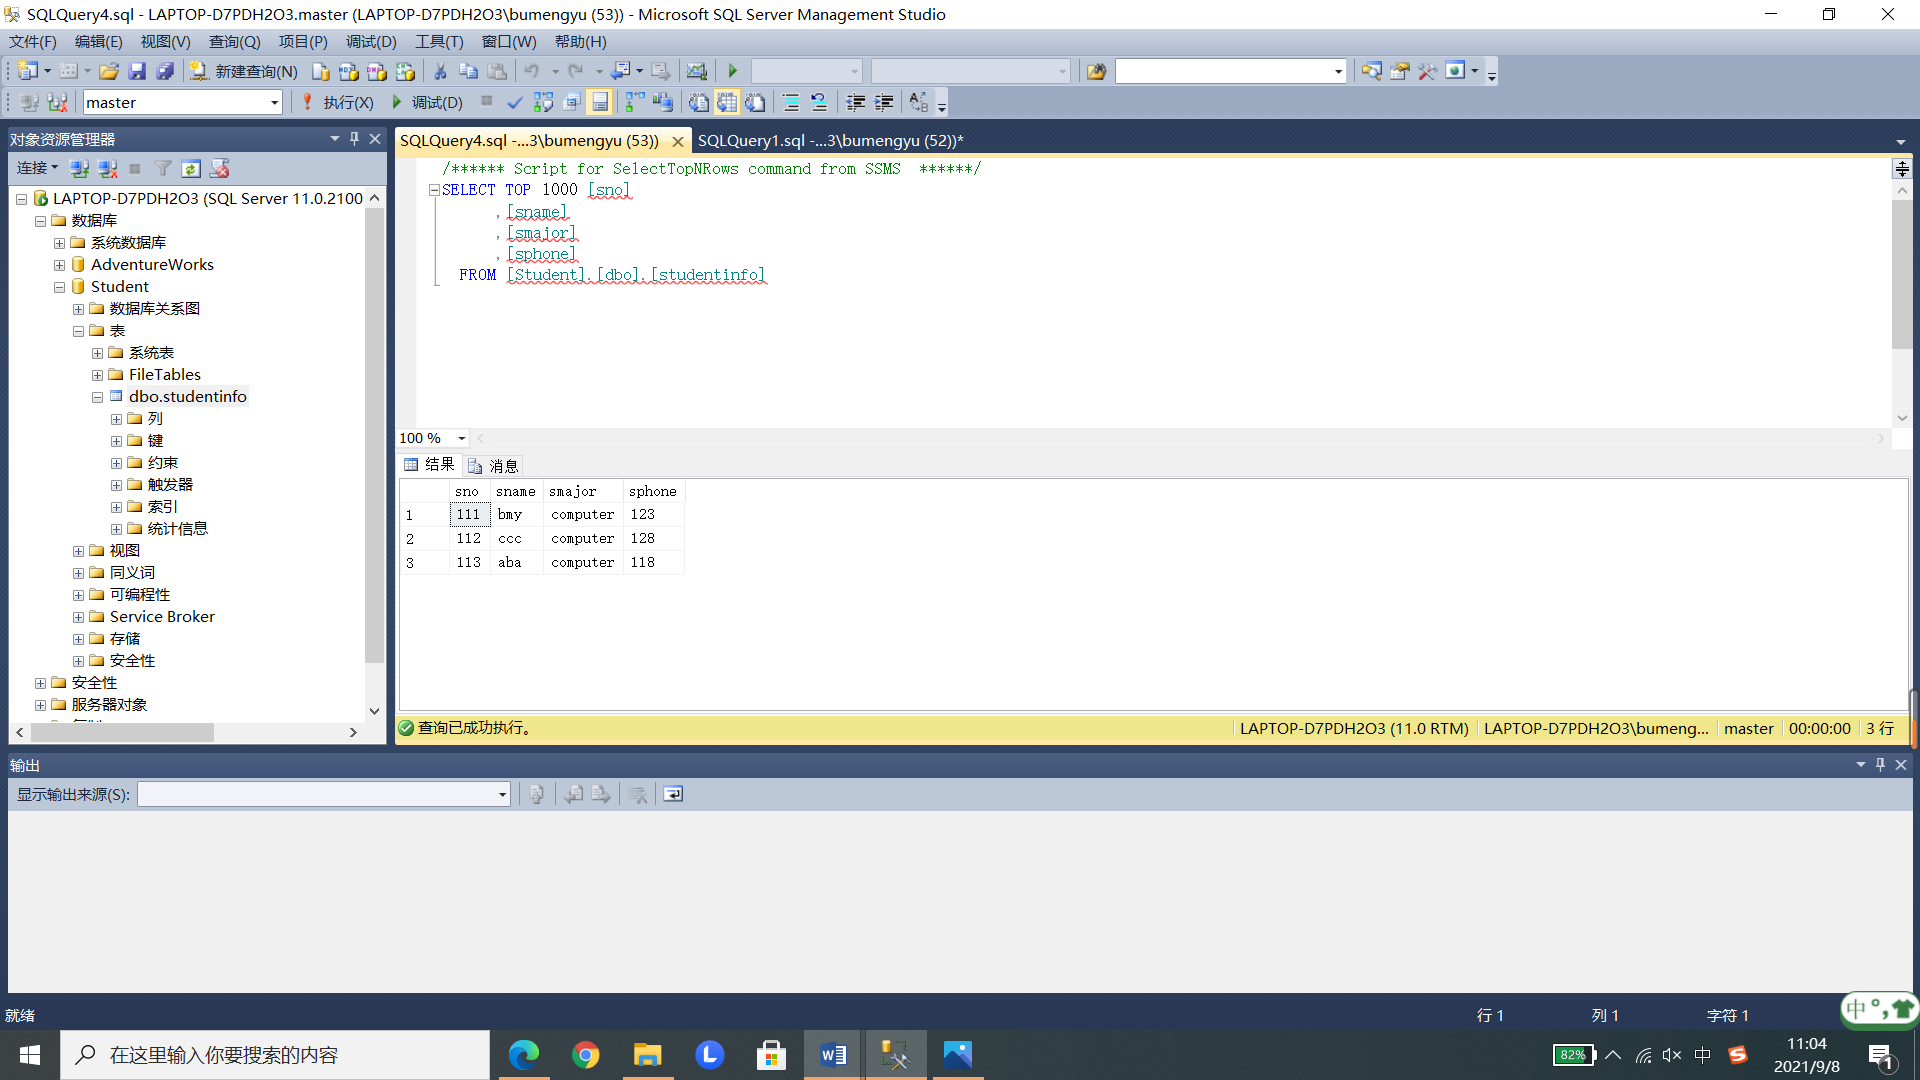 SQLQuery4.sql - LAPTOP-D7PDH2O3.master (LAPTOP-D7PDH2O3\bumengyu (53)) - Microsoft SQL Server Management Studio
文件(F) 编辑(E) 视图(V) 查询(Q) 项目(P) 调试(D) 工具(T) 窗口(W) 帮助(H)
新建查询(N)
master 执行(X) 调试(D)
对象资源管理器
连接
LAPTOP-D7PDH2O3 (SQL Server 11.0.2100
数据库
系统数据库
AdventureWorks
Student
数据库关系图
表
系统表
FileTables
dbo.studentinfo
列
键
约束
触发器
索引
统计信息
视图
同义词
可编程性
Service Broker
存储
安全性
安全性
服务器对象
SQLQuery4.sql -...3\bumengyu (53)) SQLQuery1.sql -...3\bumengyu (52))*
/****** Script for SelectTopNRows command from SSMS ******/
SELECT TOP 1000 [sno]
,[sname]
,[smajor]
,[sphone]
FROM [Student].[dbo].[studentinfo]
100 %
结果 消息
sno sname smajor sphone
1 111 bmy computer 123
2 112 ccc computer 128
3 113 aba computer 118
查询已成功执行。 LAPTOP-D7PDH2O3 (11.0 RTM) LAPTOP-D7PDH2O3\bumeng... master 00:00:00 3 行
输出
显示输出来源(S):
就绪 行 1 列 1 字符 1
中 °,
在这里输入你要搜索的内容
82% 中 11:04
2021/9/8
1